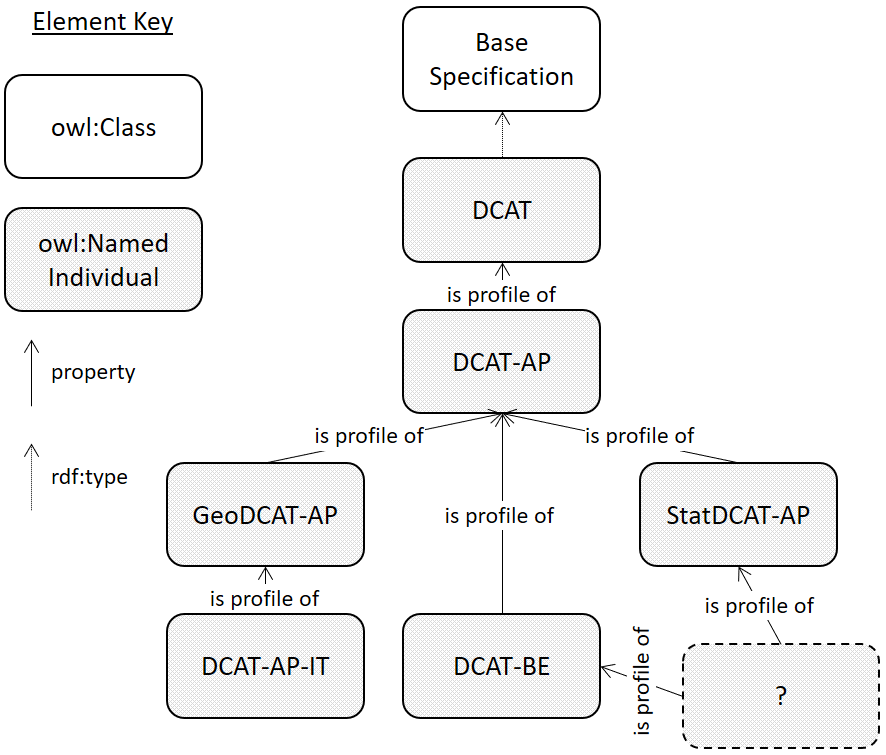 Element Key
owl:Class
owl:Named
Individual
property
rdf:type
Base
Specification
DCAT
is profile of
DCAT-AP
is profile of
is profile of
GeoDCAT-AP
is profile of
StatDCAT-AP
is profile of
is profile of
DCAT-AP-IT
DCAT-BE
is profile of
?